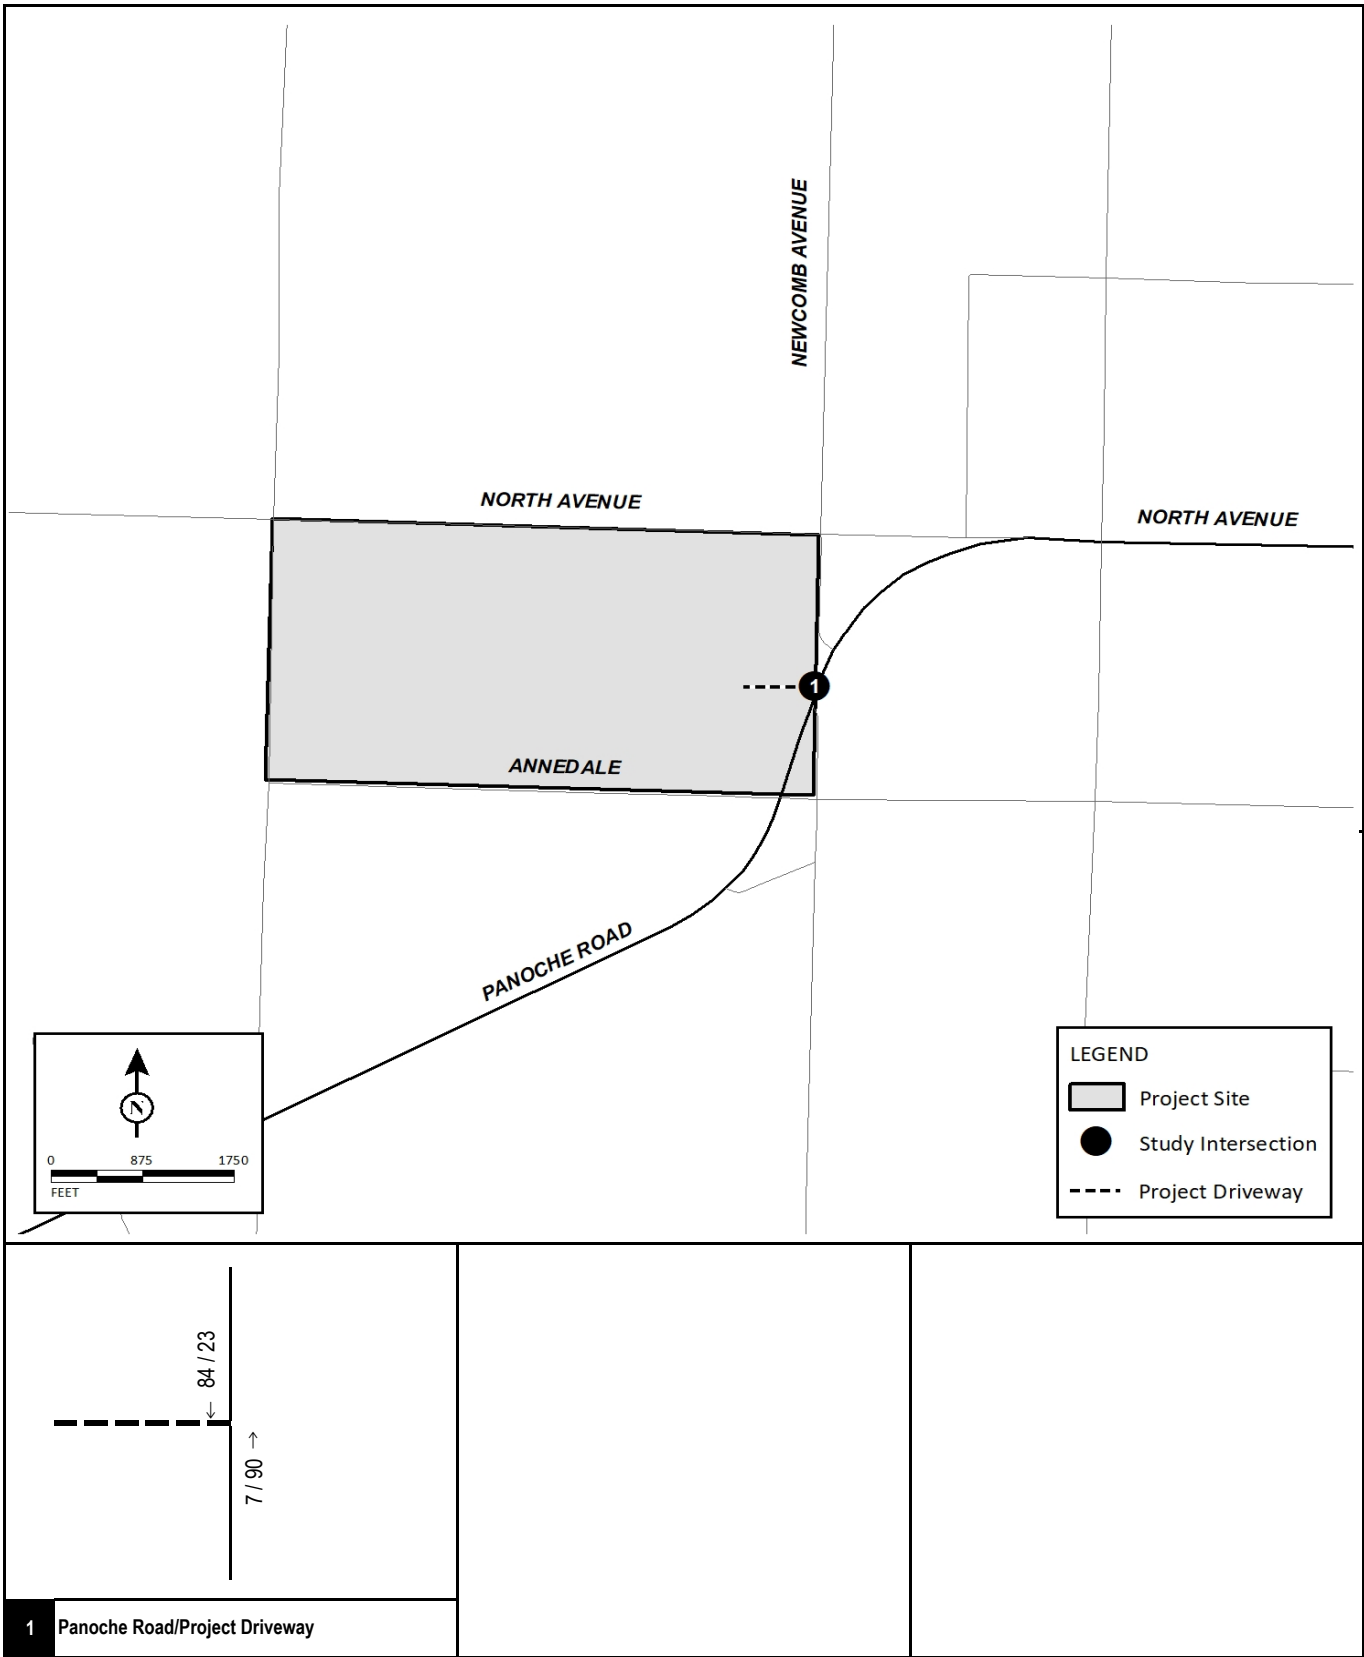 NEWCOMB AVENUE
NORTH AVENUE
NORTH AVENUE
1
ANNEDALE
PANOCHE ROAD
N
0 875 1750
FEET
LEGEND
Project Site
Study Intersection
Project Driveway
← 84 / 23
7 / 90 →
1 Panoche Road/Project Driveway